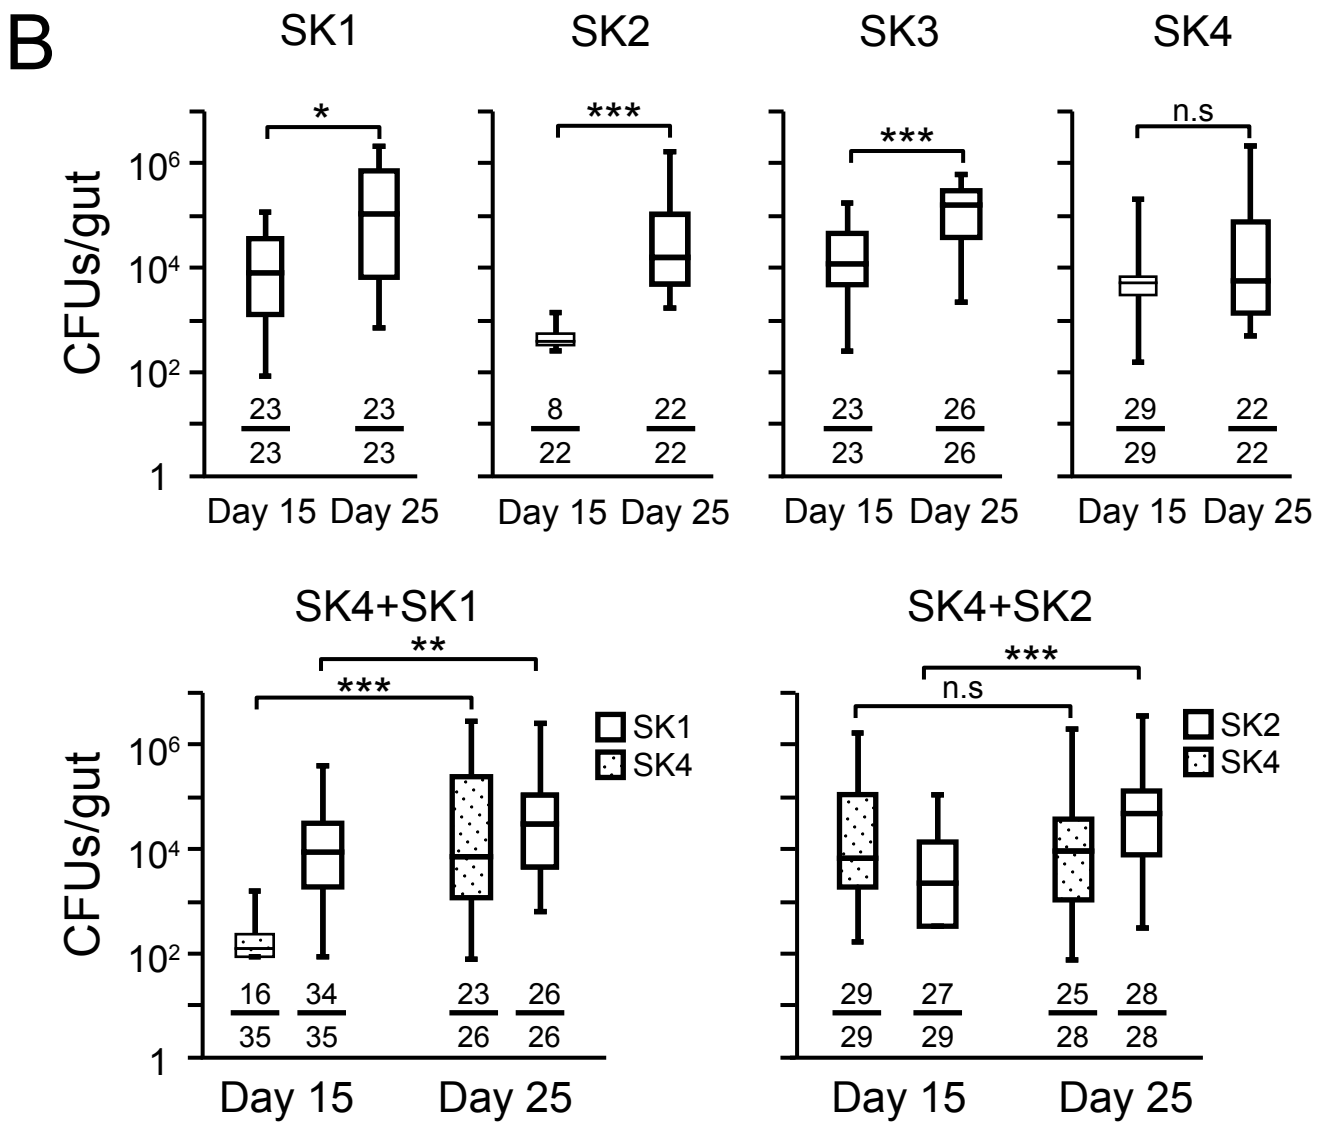 B
SK1 SK2 SK3 SK4
* *** *** n.s
CFUs/gut
10⁶
10⁴
10²
1
23 23 8 22 23 26 29 22
23 23 22 22 23 26 29 22
Day 15 Day 25 Day 15 Day 25 Day 15 Day 25 Day 15 Day 25
SK4+SK1 SK4+SK2
** ***
*** n.s
SK1 SK2
SK4 SK4
CFUs/gut
10⁶
10⁴
10²
1
16 34 23 26 29 27 25 28
35 35 26 26 29 29 28 28
Day 15 Day 25 Day 15 Day 25